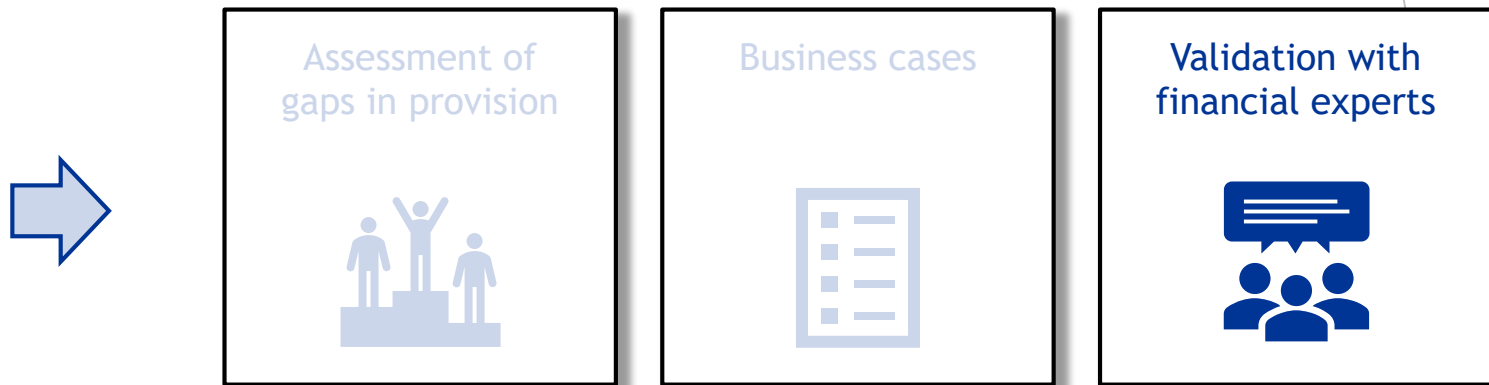 Assessment of
gaps in provision
Business cases
Validation with
financial experts